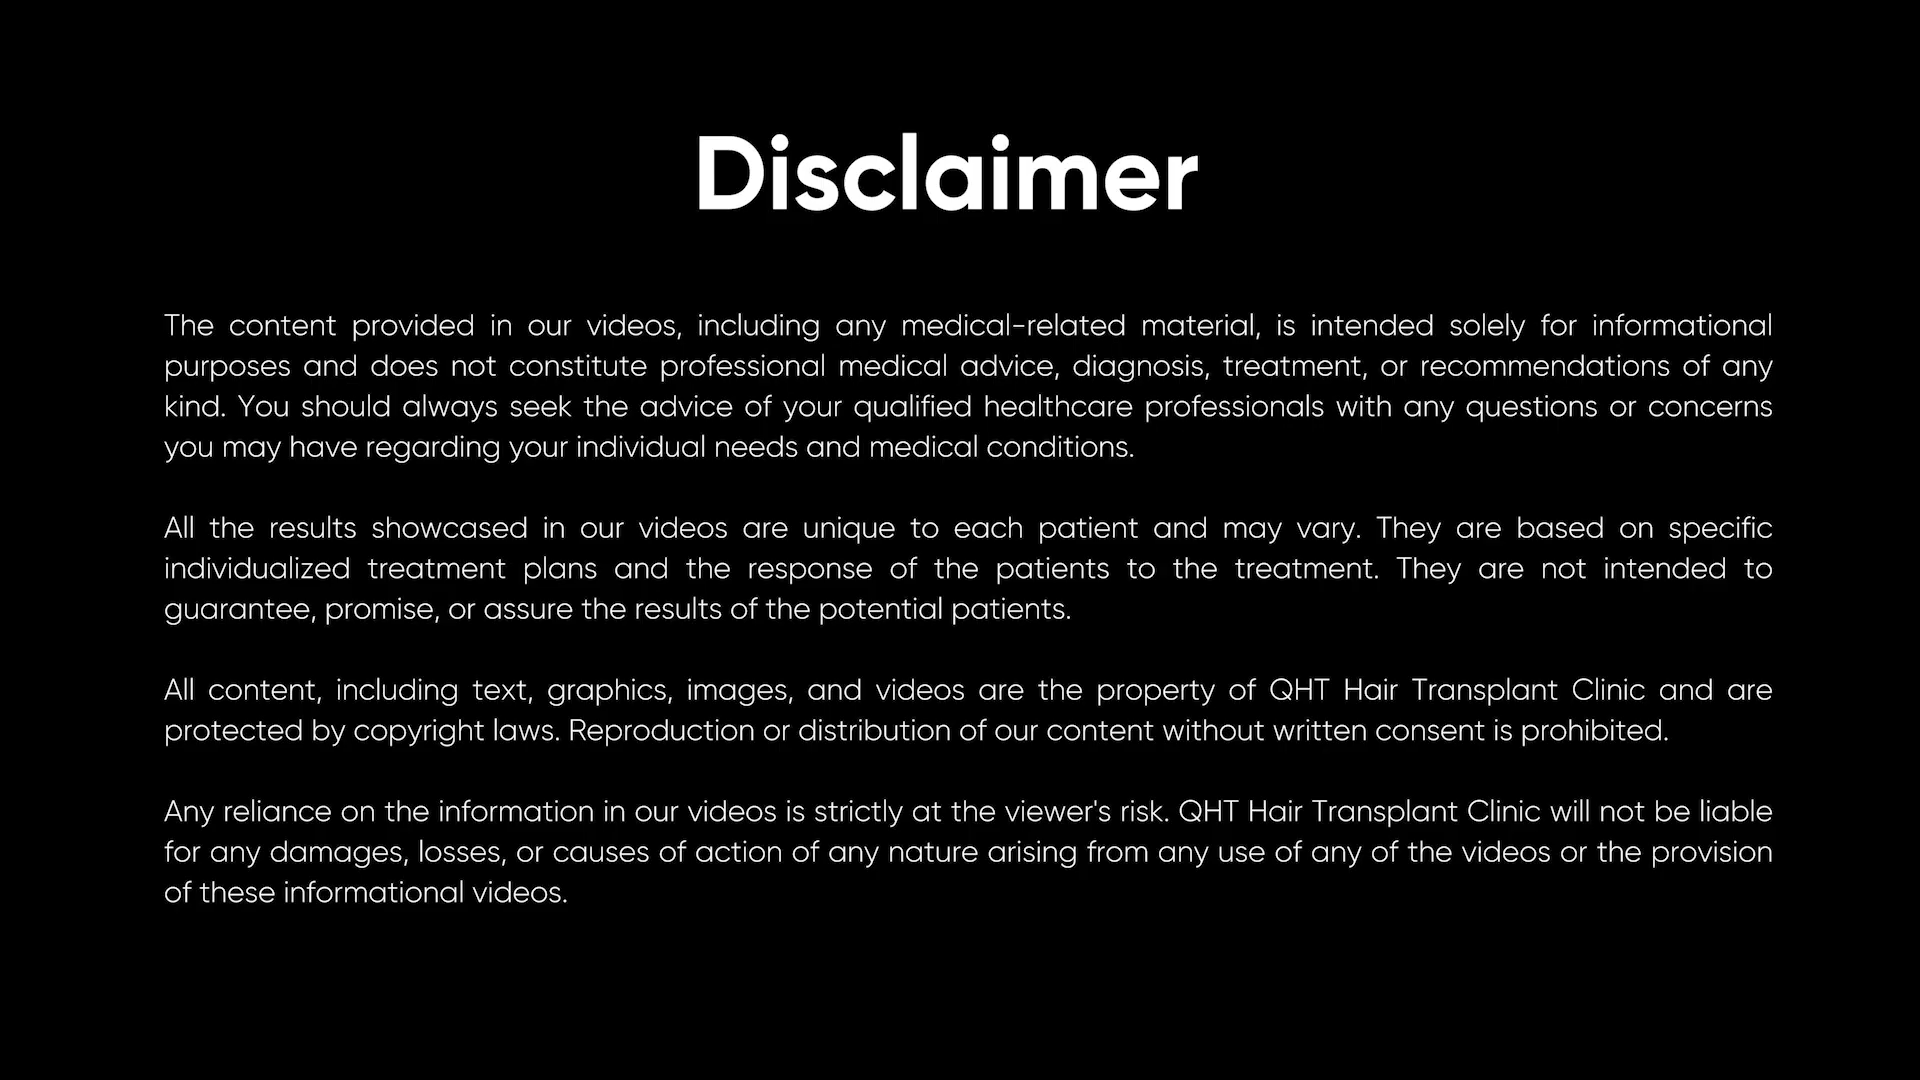 Disclaimer
The content provided in our videos, including any medical-related material, is intended solely for informational
purposes and does not constitute professional medical advice, diagnosis, treatment, or recommendations of any
kind. You should always seek the advice of your qualified healthcare professionals with any questions or concerns
you may have regarding your individual needs and medical conditions.
All the results showcased in our videos are unique to each patient and may vary. They are based on specific
individualized treatment plans and the response of the patients to the treatment. They are not intended to
guarantee, promise, or assure the results of the potential patients.
All content, including text, graphics, images, and videos are the property of QHT Hair Transplant Clinic and are
protected by copyright laws. Reproduction or distribution of our content without written consent is prohibited.
Any reliance on the information in our videos is strictly at the viewer's risk. QHT Hair Transplant Clinic will not be liable
for any damages, losses, or causes of action of any nature arising from any use of any of the videos or the provision
of these informational videos.